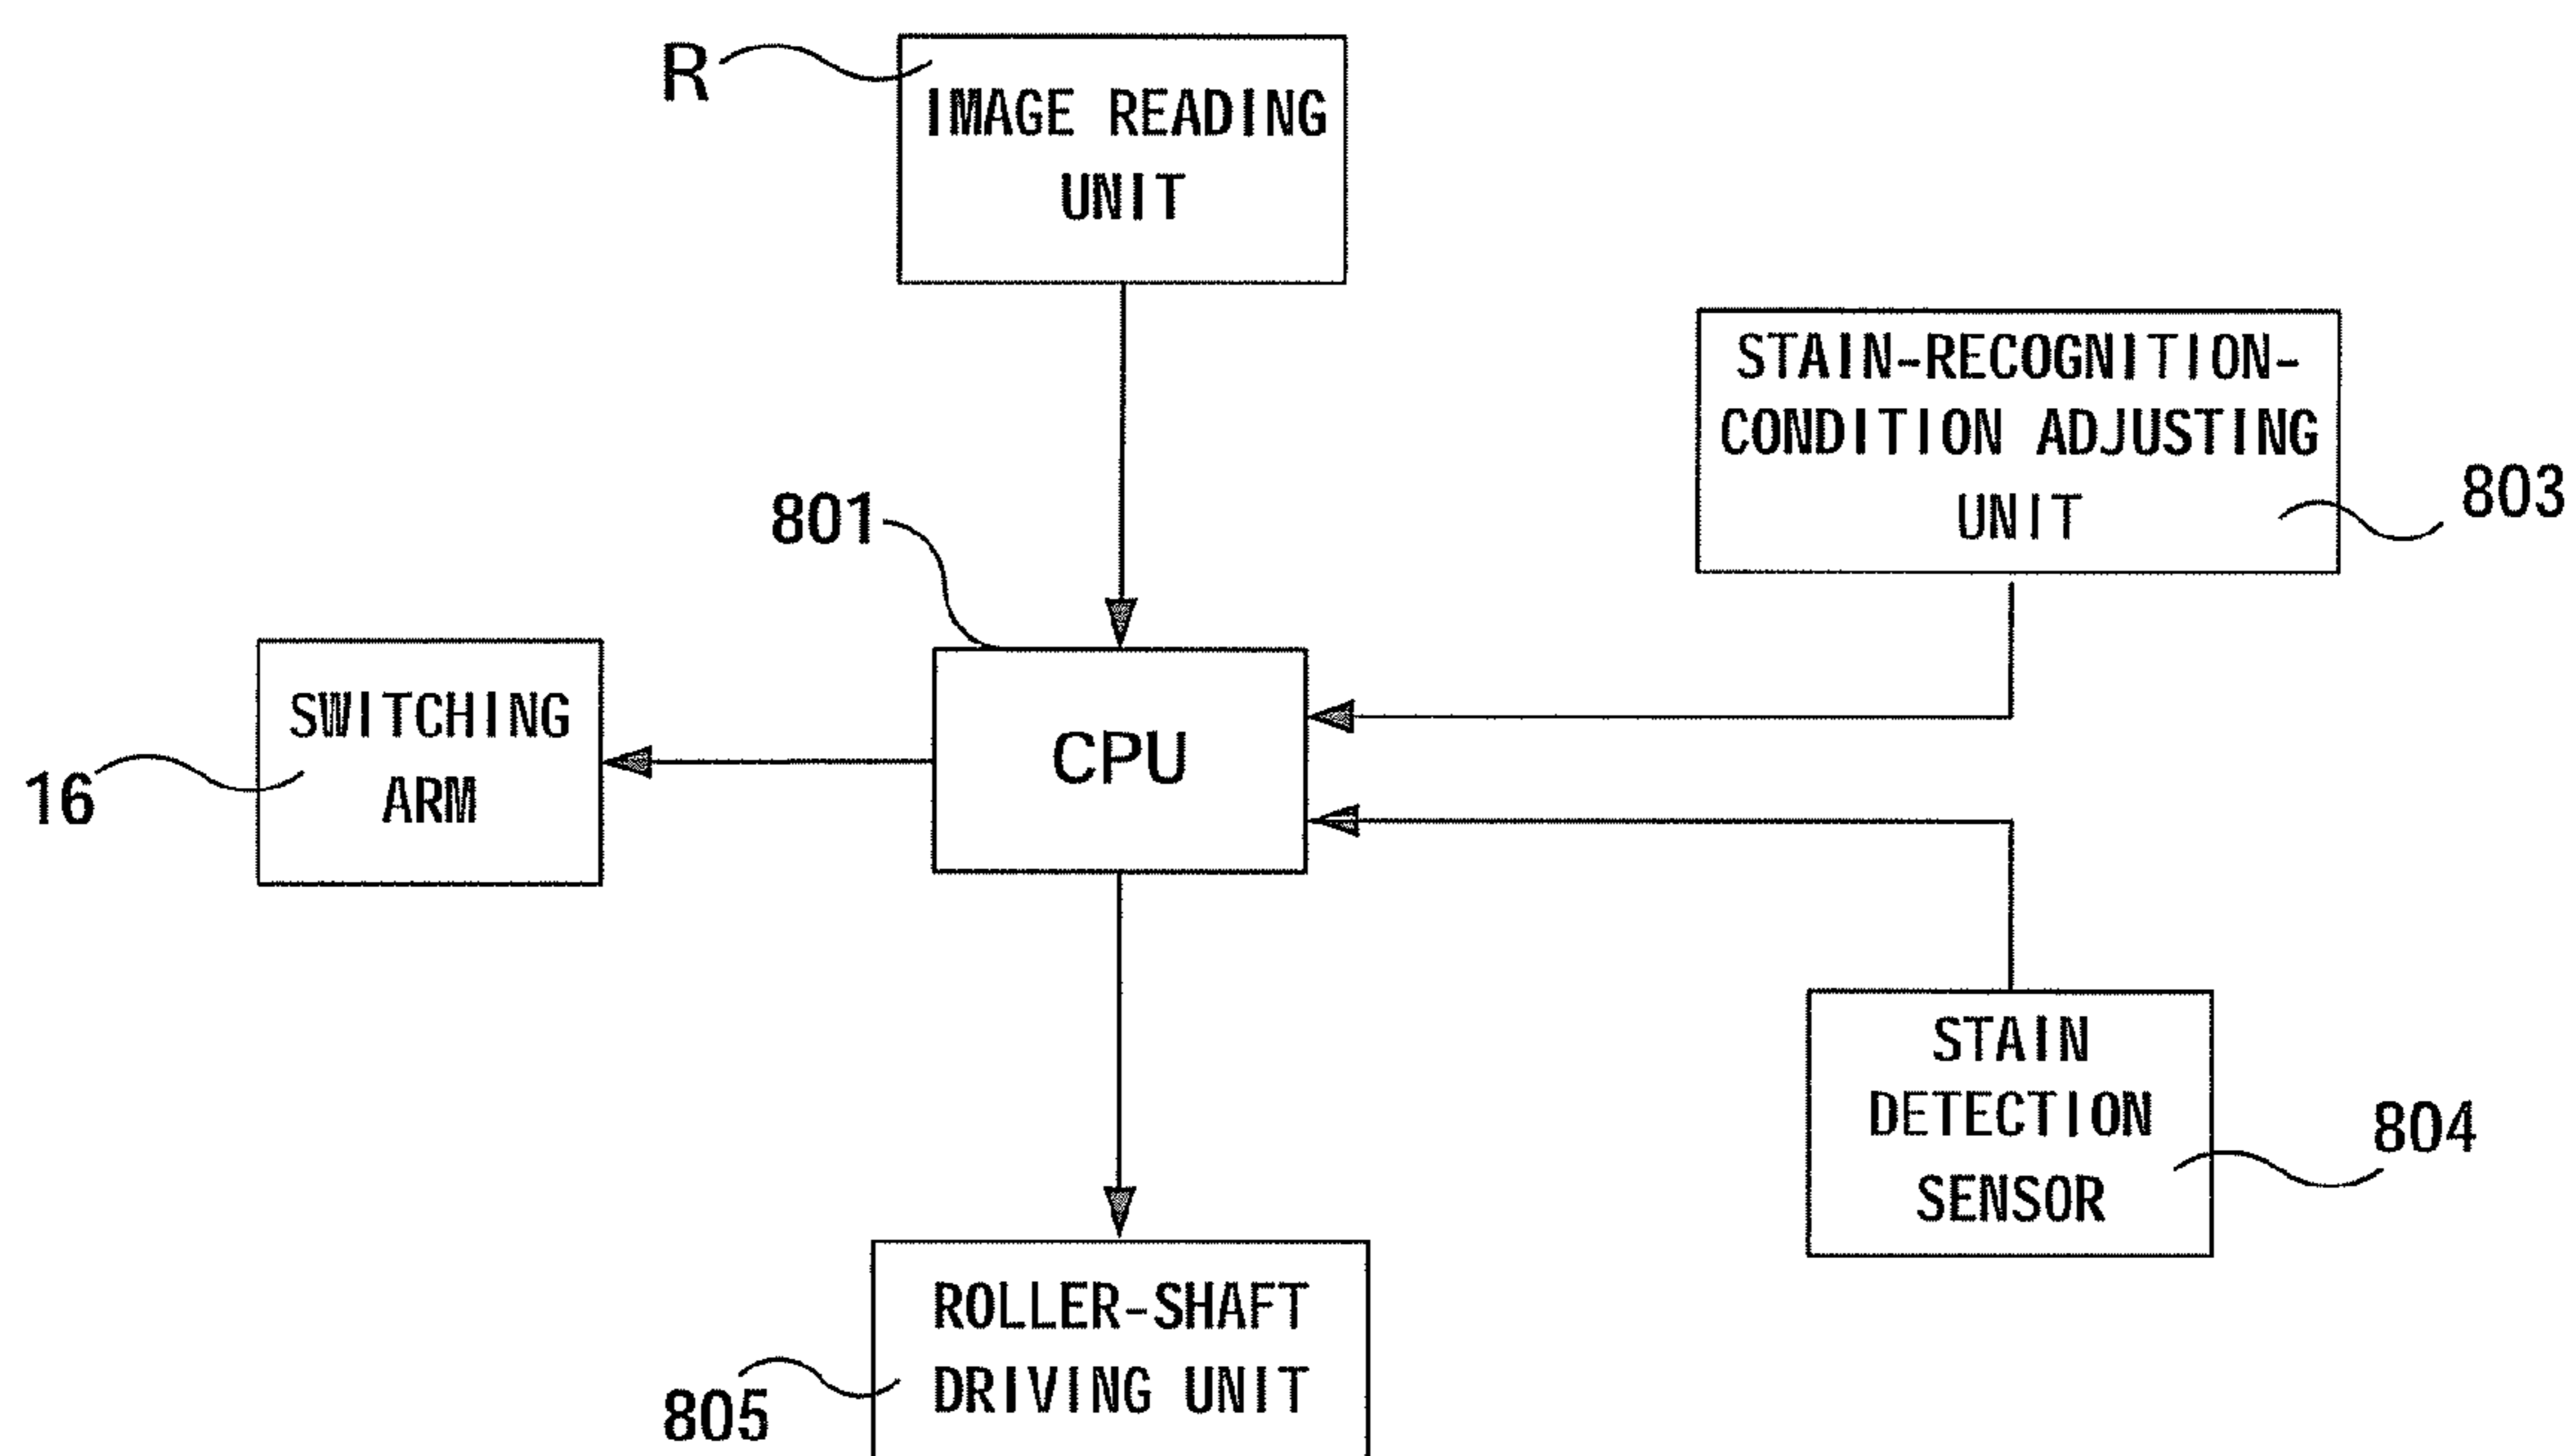 R
IMAGE READING
UNIT
STAIN-RECOGNITION-
CONDITION ADJUSTING
UNIT
803
801
SWITCHING
ARM
16
CPU
STAIN
DETECTION
SENSOR
804
ROLLER-SHAFT
DRIVING UNIT
805